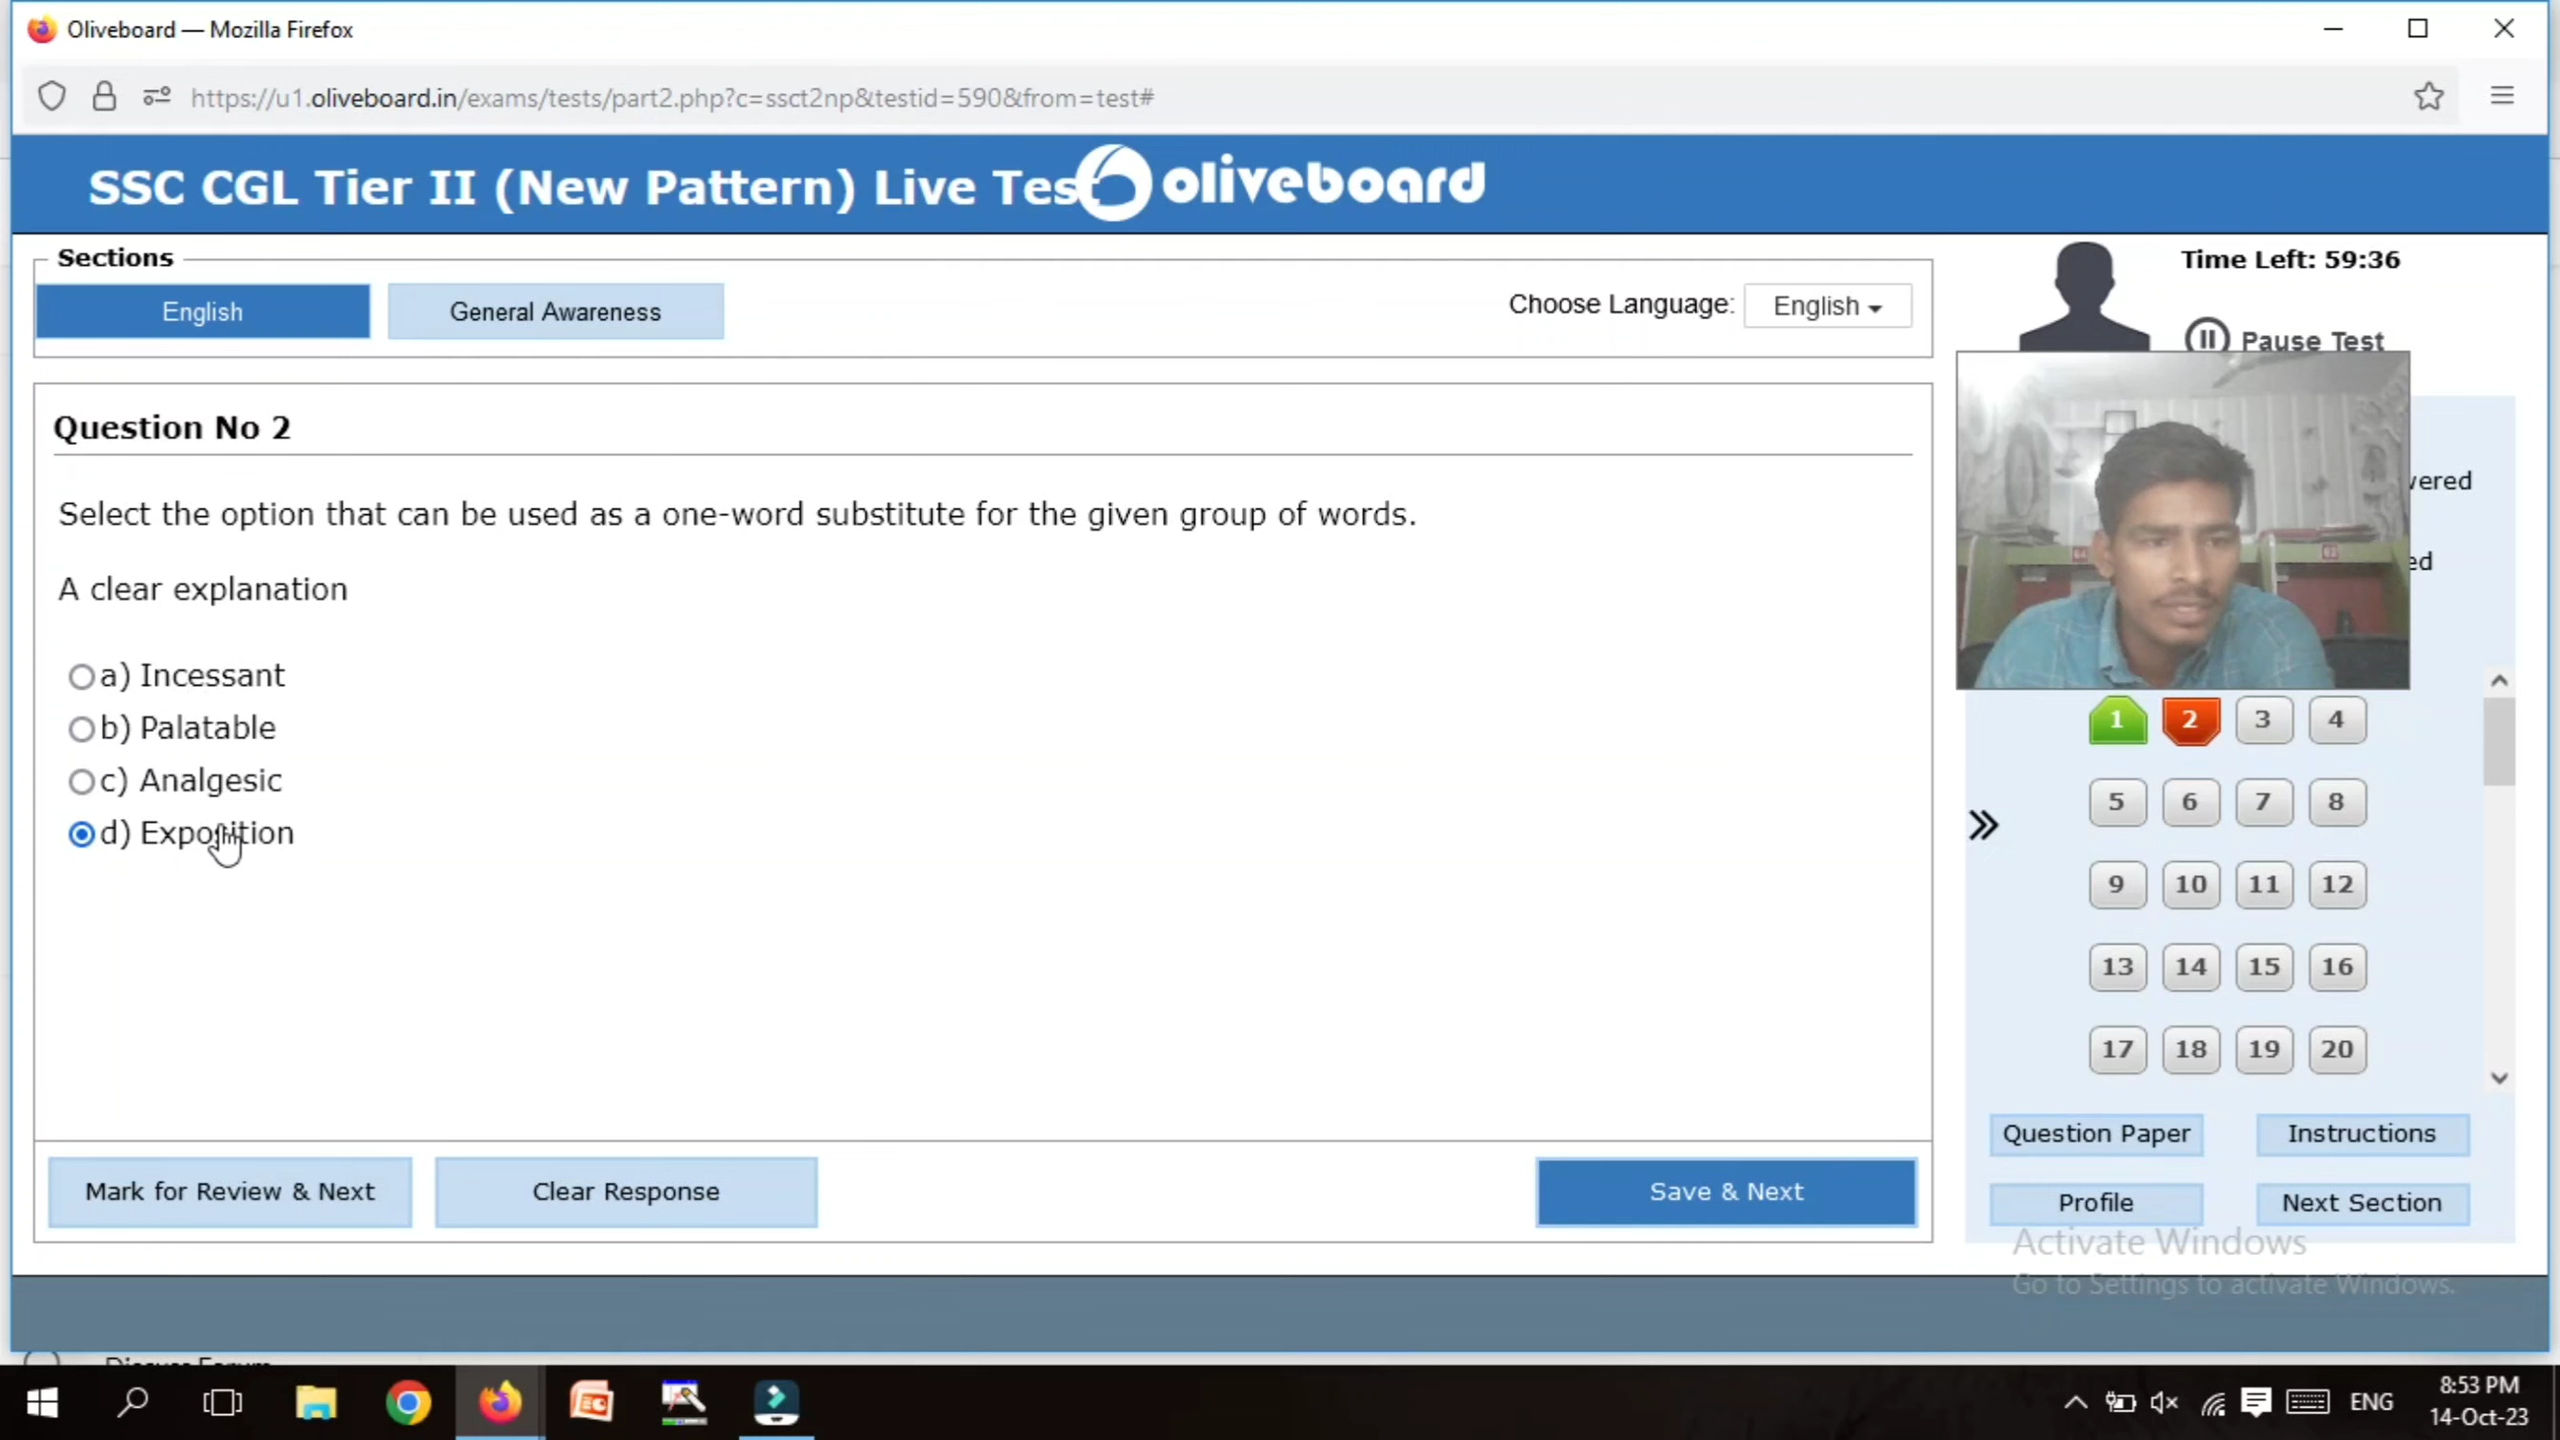 Oliveboard — Mozilla Firefox
https://u1.oliveboard.in/exams/tests/part2.php?c=ssct2np&testid=590&from=test#
SSC CGL Tier II (New Pattern) Live Tes
oliveboard
Sections
English
General Awareness
Choose Language:
English
Time Left: 59:36
Pause Test
Question No 2
Select the option that can be used as a one-word substitute for the given group of words.
A clear explanation
a) Incessant
b) Palatable
c) Analgesic
d) Exposition
vered
ed
1 2 3 4
5 6 7 8
9 10 11 12
13 14 15 16
17 18 19 20
Question Paper
Instructions
Profile
Next Section
Mark for Review & Next
Clear Response
Save & Next
Activate Windows
Go to Settings to activate Windows.
Discuss Forum
ENG
8:53 PM
14-Oct-23